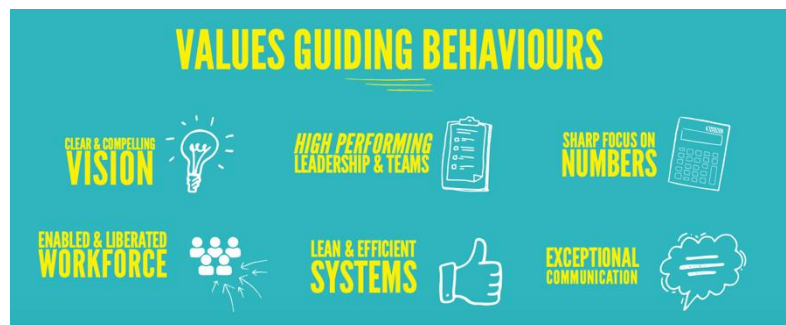 VALUES GUIDING BEHAVIOURS
CLEAR & COMPELLING
VISION
HIGH PERFORMING
LEADERSHIP & TEAMS
SHARP FOCUS ON
NUMBERS
ENABLED & LIBERATED
WORKFORCE
LEAN & EFFICIENT
SYSTEMS
EXCEPTIONAL
COMMUNICATION